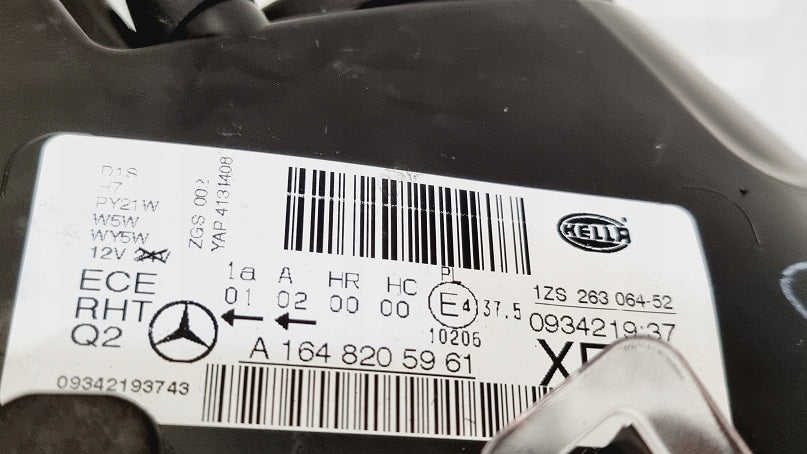 D1S
H7
PY21W
W5W
WY5W
12V 24V
ZGS 002
YAP 4131408
HELLA
ECE
RHT
Q2
1a A HR HC PL
01 02 00 00 E4 37.5
10206
1ZS 263 064-52
0934219:37
A 164 820 59 61
09342193743